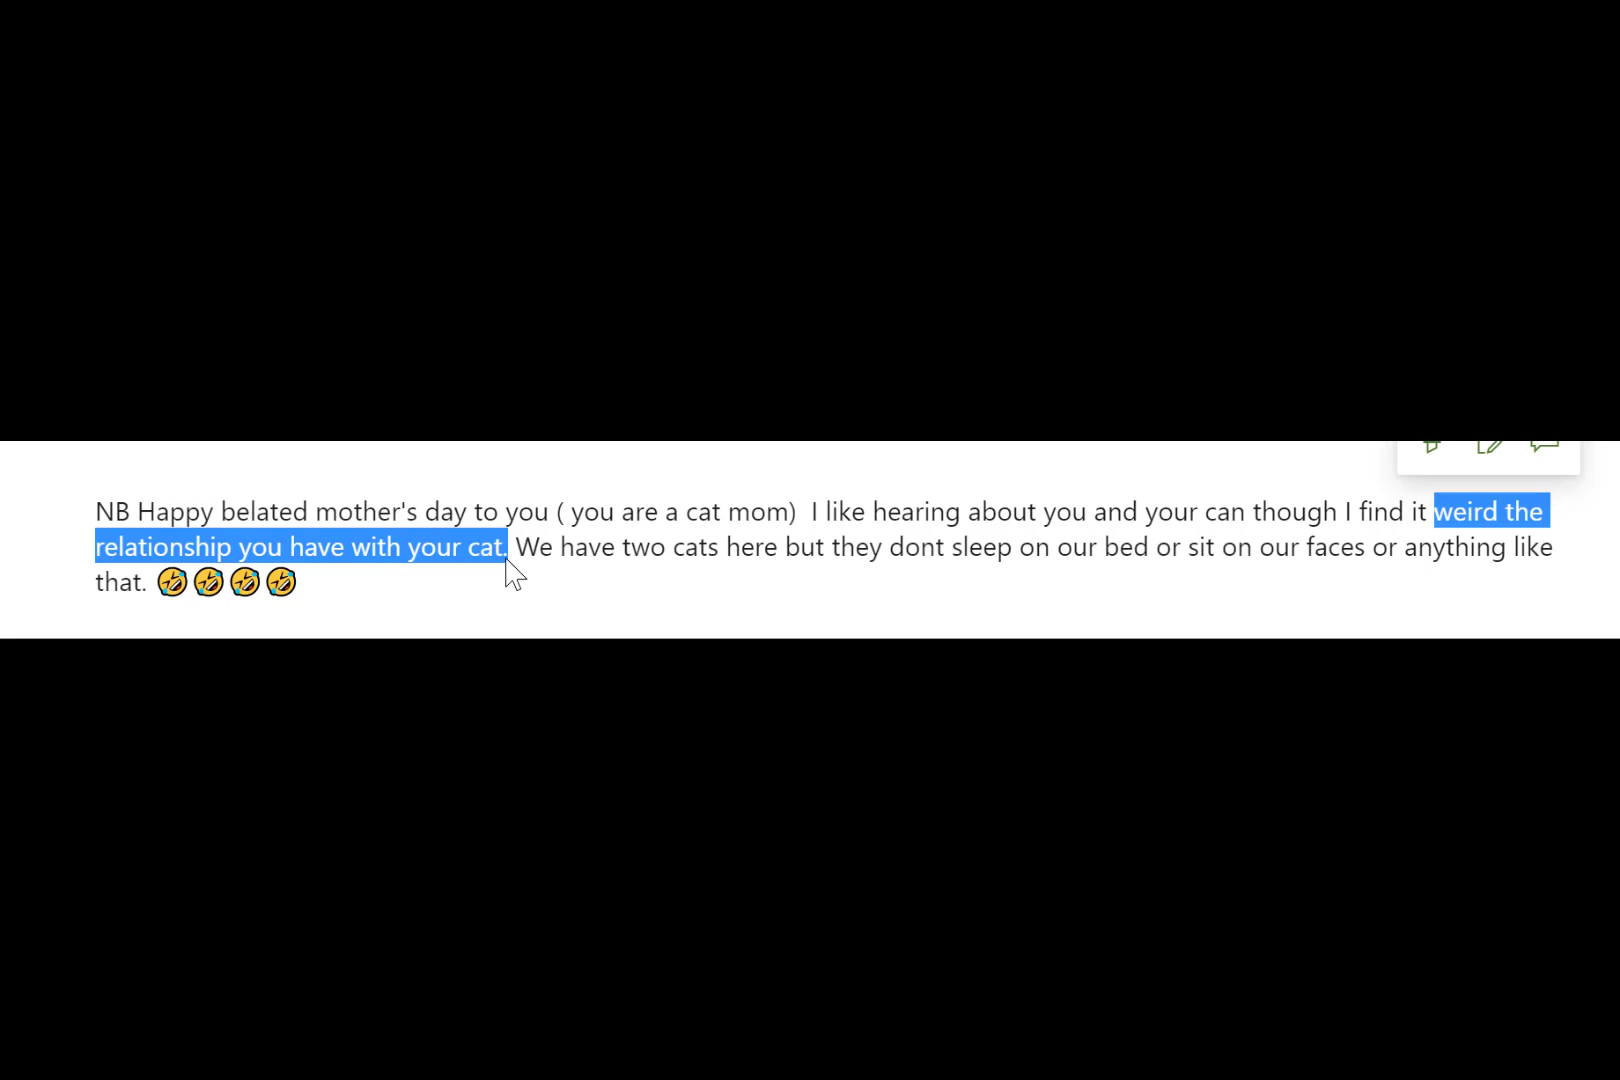 NB Happy belated mother's day to you ( you are a cat mom)  I like hearing about you and your can though I find it weird the
relationship you have with your cat. We have two cats here but they dont sleep on our bed or sit on our faces or anything like
that. 🤣🤣🤣🤣